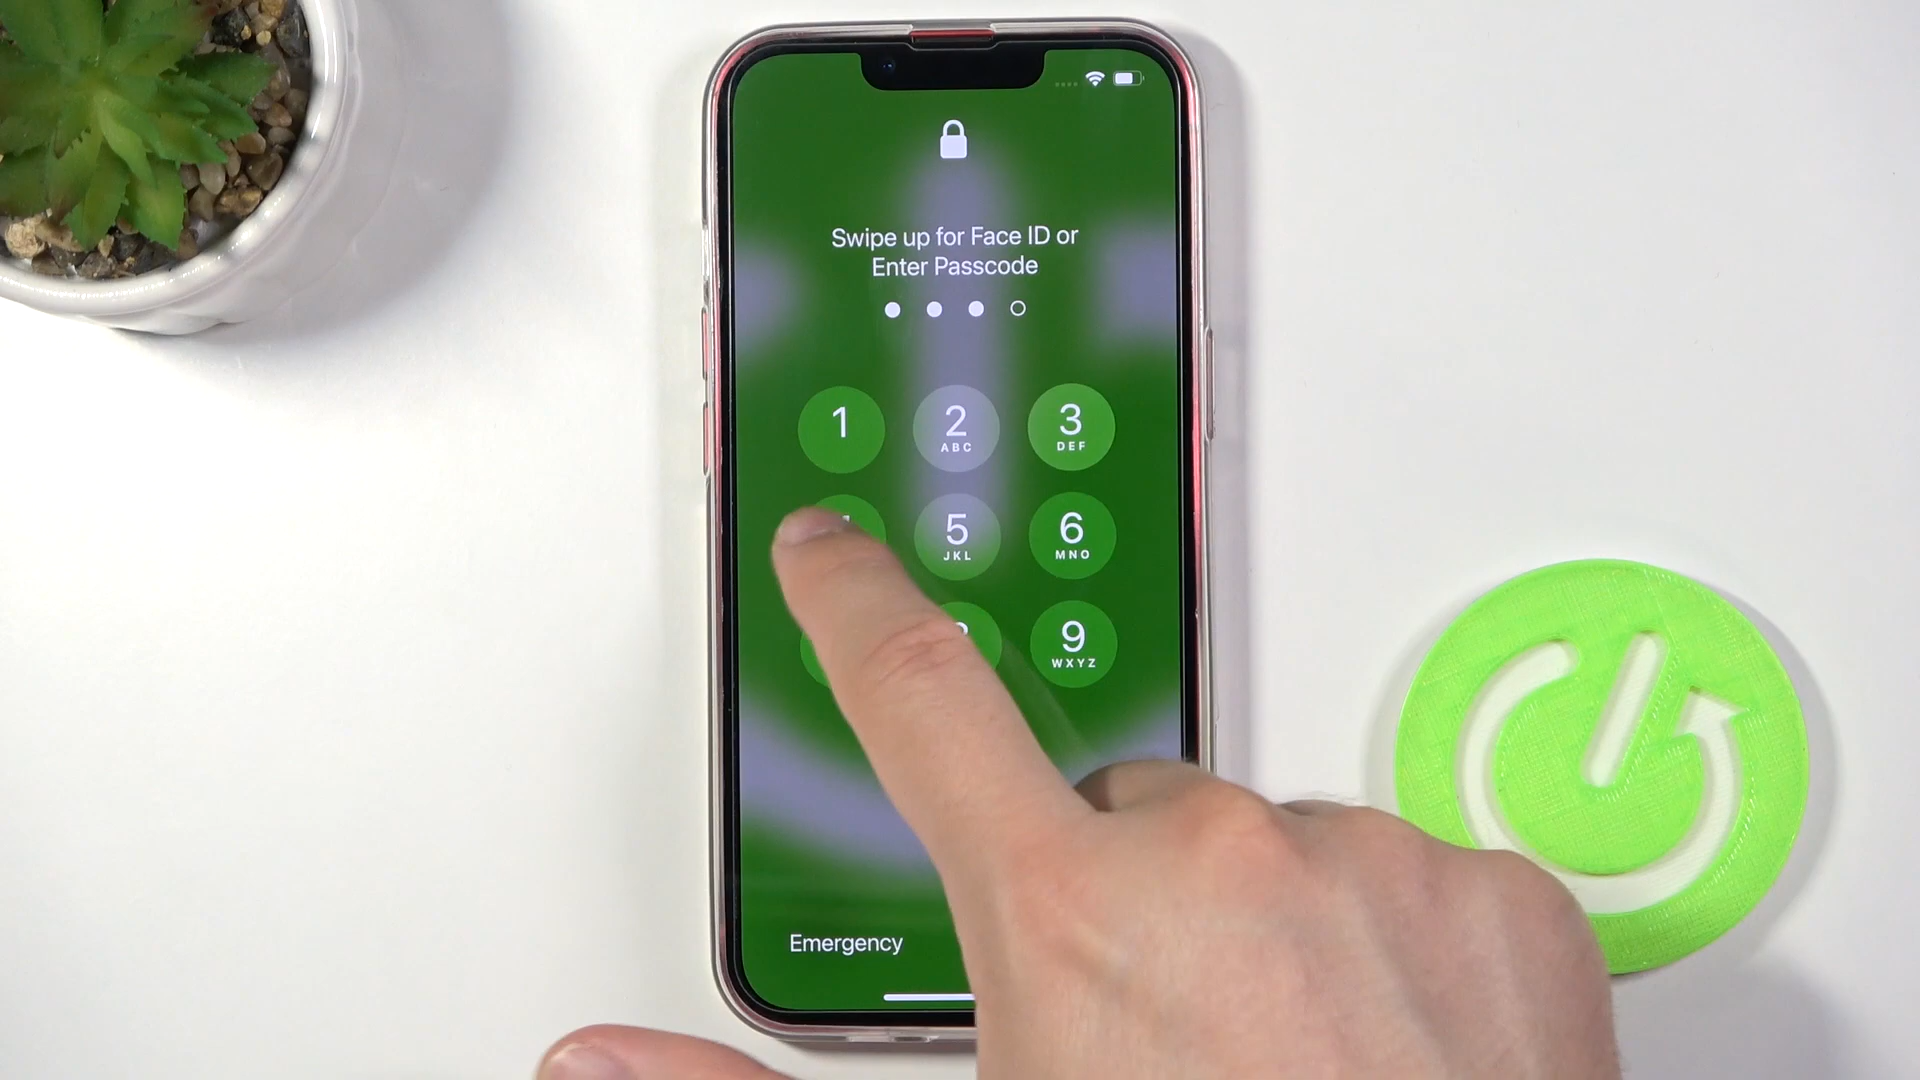 Swipe up for Face ID or
Enter Passcode
1
2
3
ABC
DEF
5
6
JKL
MNO
9
WXYZ
Emergency